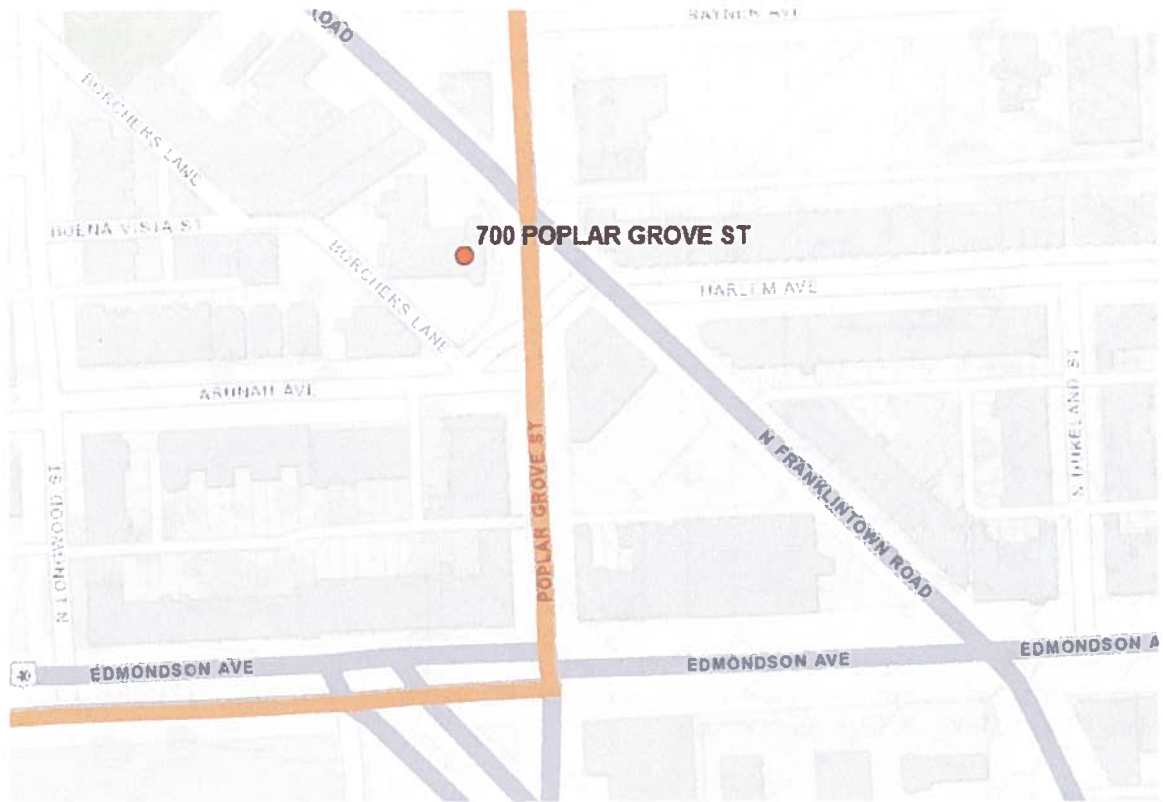 ROAD
RAYNER AVE
BORCHERS LANE
BUENA VISTA ST
700 POPLAR GROVE ST
BORCHERS LANE
HARLEM AVE
ARUNAH AVE
N DUKELAND ST
POPLAR GROVE ST
N FRANKLINTOWN ROAD
N LONGWOOD ST
40
EDMONDSON AVE
EDMONDSON AVE
EDMONDSON A